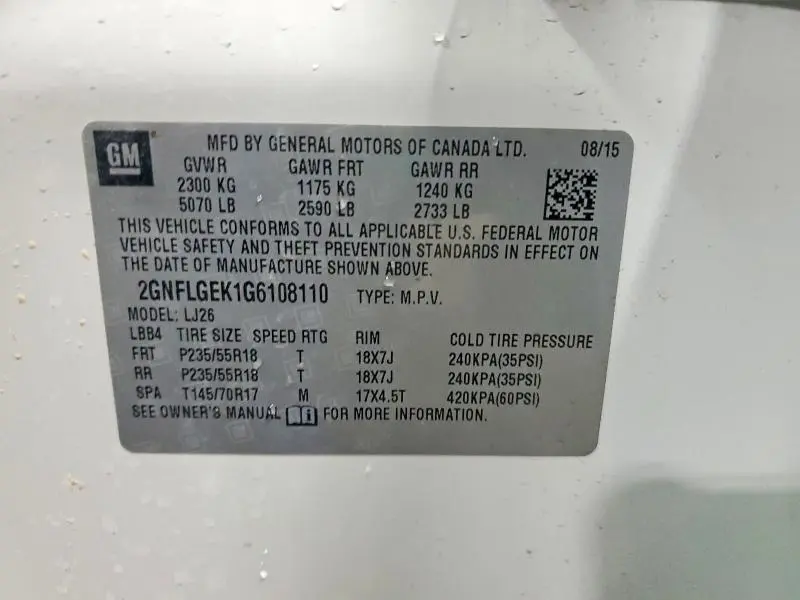 GM MFD BY GENERAL MOTORS OF CANADA LTD. 08/15
GVWR GAWR FRT GAWR RR
2300 KG 1175 KG 1240 KG
5070 LB 2590 LB 2733 LB
THIS VEHICLE CONFORMS TO ALL APPLICABLE U.S. FEDERAL MOTOR
VEHICLE SAFETY AND THEFT PREVENTION STANDARDS IN EFFECT ON
THE DATE OF MANUFACTURE SHOWN ABOVE.
2GNFLGEK1G6108110 TYPE: M.P.V.
MODEL: LJ26
LBB4 TIRE SIZE SPEED RTG RIM COLD TIRE PRESSURE
FRT P235/55R18 T 18X7J 240KPA(35PSI)
RR P235/55R18 T 18X7J 240KPA(35PSI)
SPA T145/70R17 M 17X4.5T 420KPA(60PSI)
SEE OWNER'S MANUAL i FOR MORE INFORMATION.